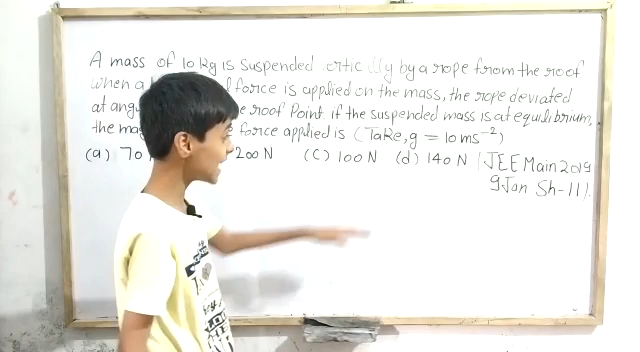 A mass of 10 kg is suspended vertically by a rope from the roof
when a force is applied on the mass, the rope deviated
at roof Point. if the suspended mass is at equilibrium,
the force applied is (Take, g = 10 ms⁻²)
(a) 70 200 N (c) 100 N (d) 140 N [JEE Main 2019
9 Jan Sh-II].